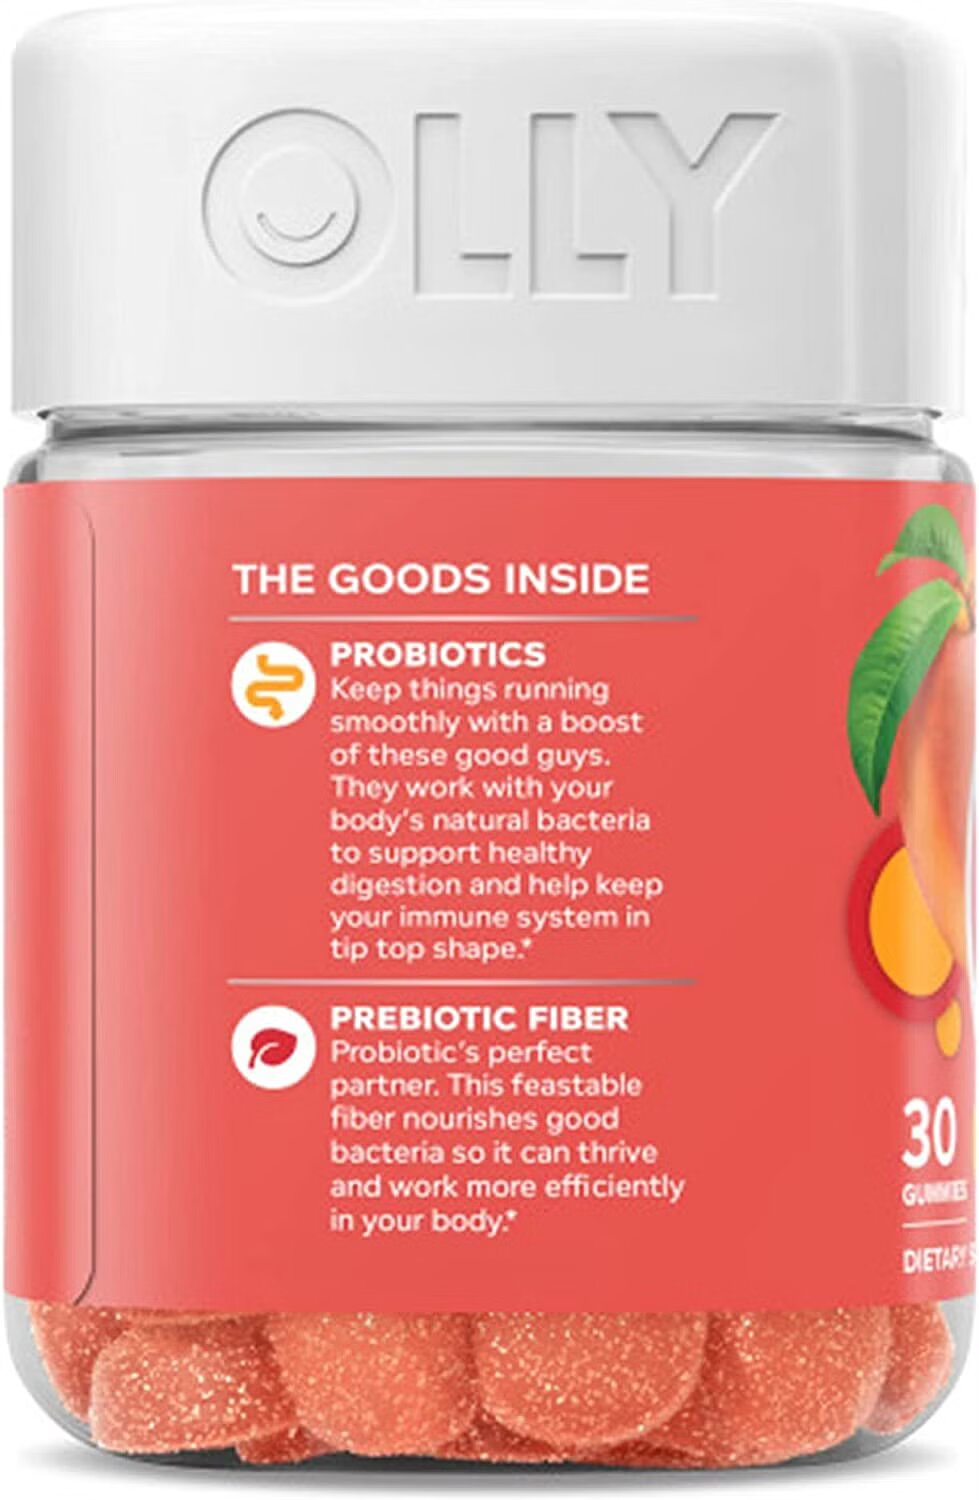 OLLY
THE GOODS INSIDE
PROBIOTICS
Keep things running
smoothly with a boost
of these good guys.
They work with your
body's natural bacteria
to support healthy
digestion and help keep
your immune system in
tip top shape.*
PREBIOTIC FIBER
Probiotic's perfect
partner. This feastable
fiber nourishes good
bacteria so it can thrive
and work more efficiently
in your body.*
30
GUMMIES
DIETARY